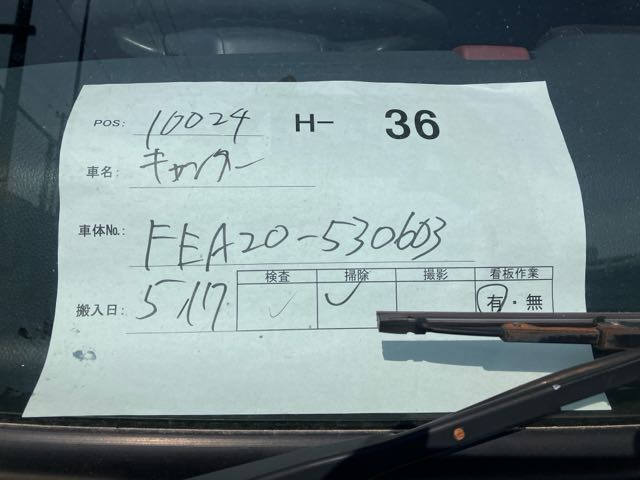 POS: 10024 H- 36
車名: キャンター
車体No.: FEA20-530603
検査 掃除 撮影 看板作業
搬入日: 5/17 ✓ ✓ 有・無